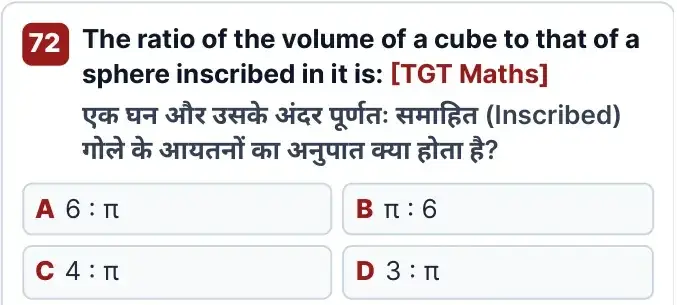 72 The ratio of the volume of a cube to that of a
sphere inscribed in it is: [TGT Maths]
एक घन और उसके अंदर पूर्णतः समाहित (Inscribed)
गोले के आयतनों का अनुपात क्या होता है?
A 6 : π
B π : 6
C 4 : π
D 3 : π